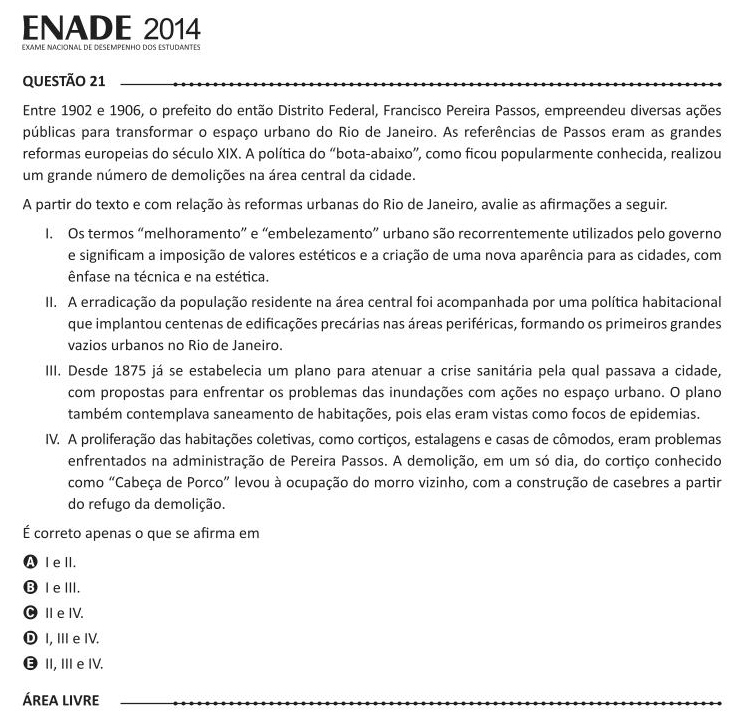 ENADE 2014
EXAME NACIONAL DE DESEMPENHO DOS ESTUDANTES
QUESTÃO 21
Entre 1902 e 1906, o prefeito do então Distrito Federal, Francisco Pereira Passos, empreendeu diversas ações
públicas para transformar o espaço urbano do Rio de Janeiro. As referências de Passos eram as grandes
reformas europeias do século XIX. A política do “bota-abaixo”, como ficou popularmente conhecida, realizou
um grande número de demolições na área central da cidade.
A partir do texto e com relação às reformas urbanas do Rio de Janeiro, avalie as afirmações a seguir.
I. Os termos “melhoramento” e “embelezamento” urbano são recorrentemente utilizados pelo governo
e significam a imposição de valores estéticos e a criação de uma nova aparência para as cidades, com
ênfase na técnica e na estética.
II. A erradicação da população residente na área central foi acompanhada por uma política habitacional
que implantou centenas de edificações precárias nas áreas periféricas, formando os primeiros grandes
vazios urbanos no Rio de Janeiro.
III. Desde 1875 já se estabelecia um plano para atenuar a crise sanitária pela qual passava a cidade,
com propostas para enfrentar os problemas das inundações com ações no espaço urbano. O plano
também contemplava saneamento de habitações, pois elas eram vistas como focos de epidemias.
IV. A proliferação das habitações coletivas, como cortiços, estalagens e casas de cômodos, eram problemas
enfrentados na administração de Pereira Passos. A demolição, em um só dia, do cortiço conhecido
como “Cabeça de Porco” levou à ocupação do morro vizinho, com a construção de casebres a partir
do refugo da demolição.
É correto apenas o que se afirma em
A I e II.
B I e III.
C II e IV.
D I, III e IV.
E II, III e IV.
ÁREA LIVRE